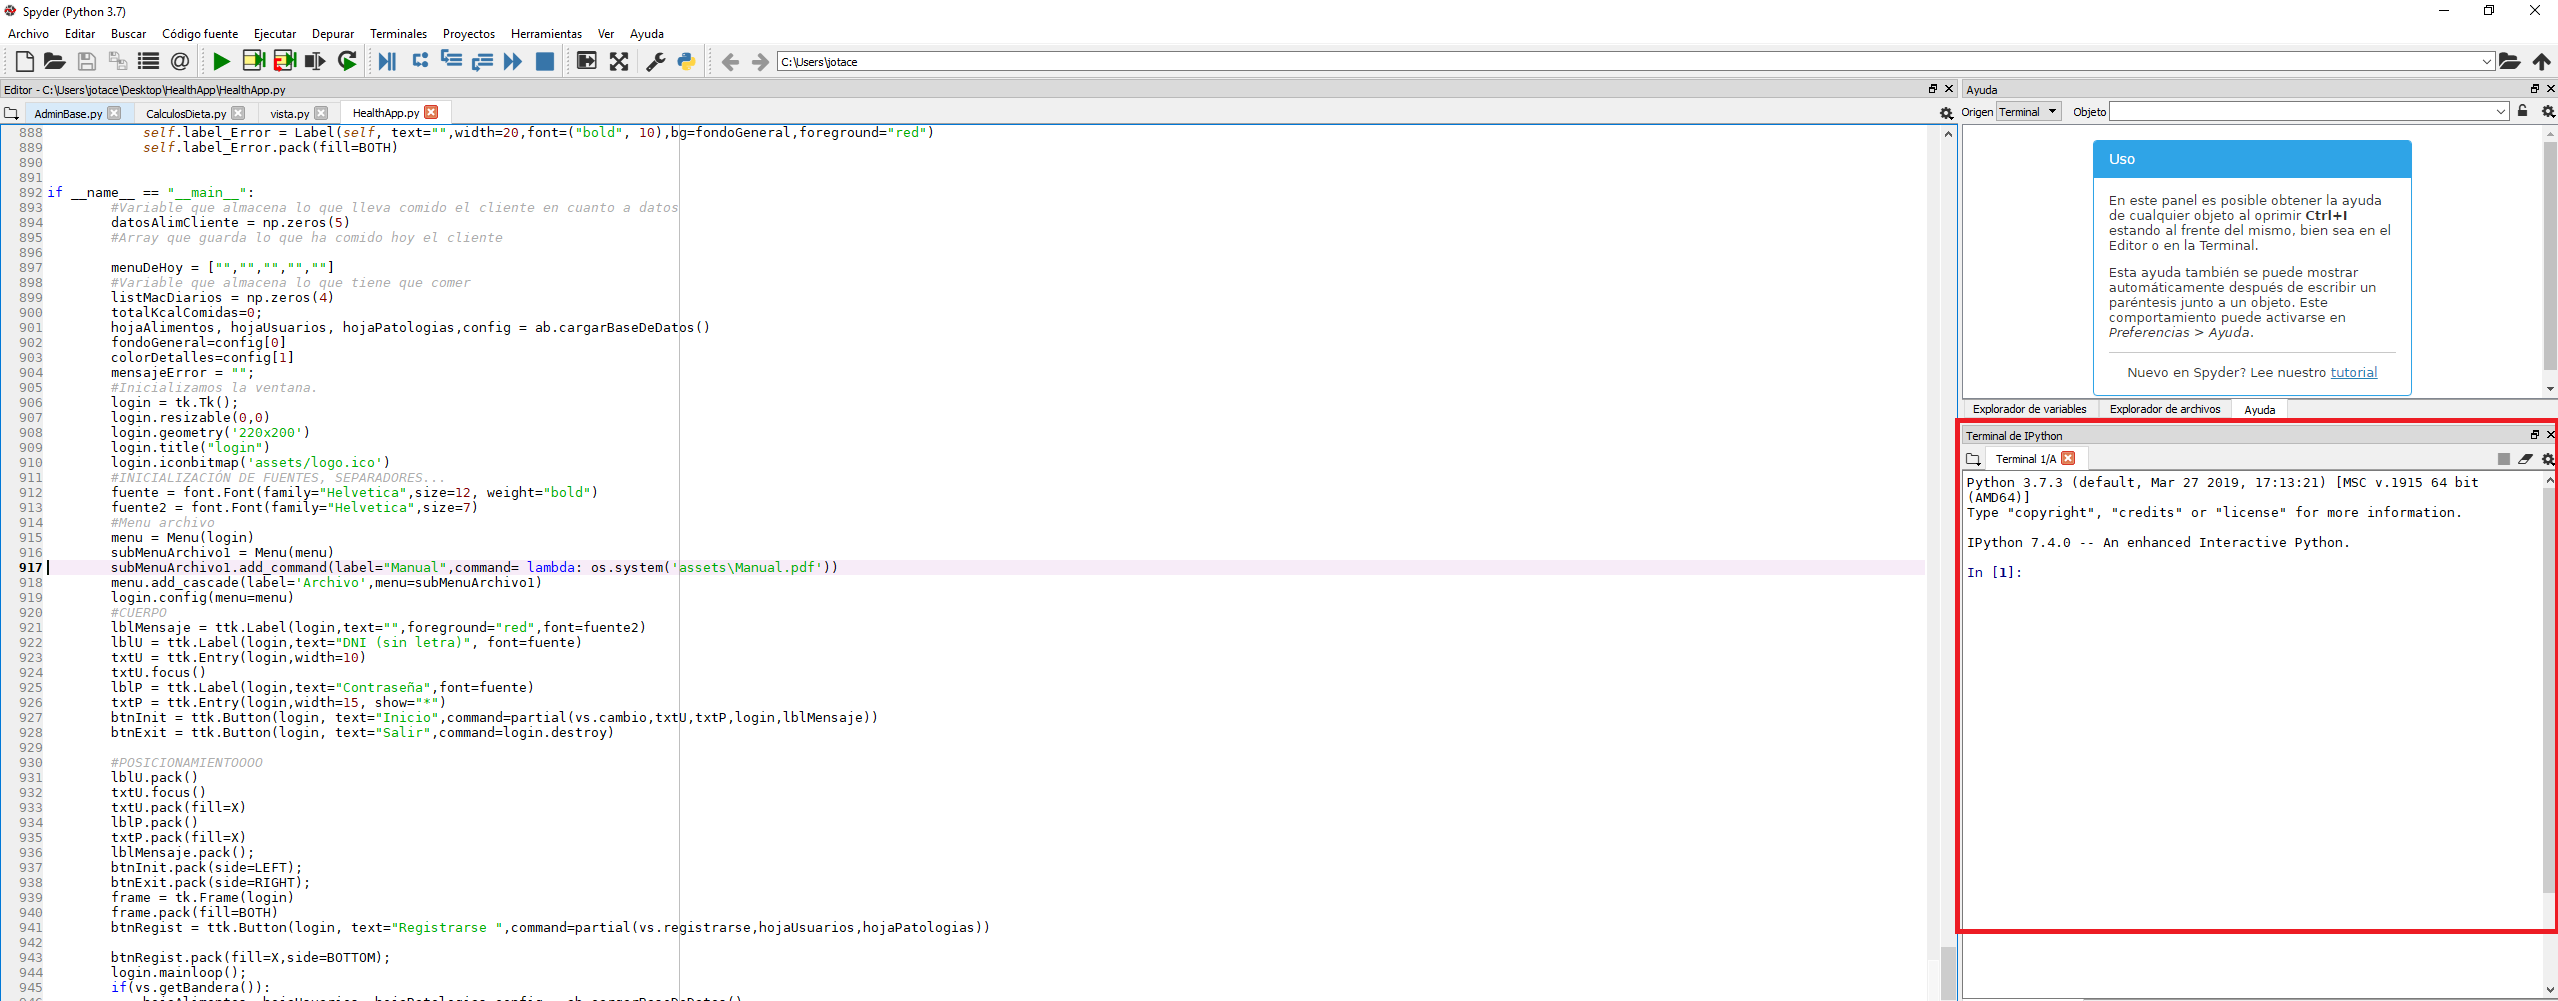 Spyder (Python 3.7)
Archivo Editar Buscar Código fuente Ejecutar Depurar Terminales Proyectos Herramientas Ver Ayuda
C:\Users\jotace
Editor - C:\Users\jotace\Desktop\HealthApp\HealthApp.py
AdminBase.py CalculosDieta.py vista.py HealthApp.py
888 self.label_Error = Label(self, text="",width=20,font=("bold", 10),bg=fondoGeneral,foreground="red")
889 self.label_Error.pack(fill=BOTH)
890
891
892 if __name__ == "__main__":
893 #Variable que almacena lo que lleva comido el cliente en cuanto a datos
894 datosAlimCliente = np.zeros(5)
895 #Array que guarda lo que ha comido hoy el cliente
896
897 menuDeHoy = ["","","","",""]
898 #Variable que almacena lo que tiene que comer
899 listMacDiarios = np.zeros(4)
900 totalKcalComidas=0;
901 hojaAlimentos, hojaUsuarios, hojaPatologias,config = ab.cargarBaseDeDatos()
902 fondoGeneral=config[0]
903 colorDetalles=config[1]
904 mensajeError = "";
905 #Inicializamos la ventana.
906 login = tk.Tk();
907 login.resizable(0,0)
908 login.geometry('220x200')
909 login.title("login")
910 login.iconbitmap('assets/logo.ico')
911 #INICIALIZACIÓN DE FUENTES, SEPARADORES...
912 fuente = font.Font(family="Helvetica",size=12, weight="bold")
913 fuente2 = font.Font(family="Helvetica",size=7)
914 #Menu archivo
915 menu = Menu(login)
916 subMenuArchivo1 = Menu(menu)
917 subMenuArchivo1.add_command(label="Manual",command= lambda: os.system('assets\Manual.pdf'))
918 menu.add_cascade(label='Archivo',menu=subMenuArchivo1)
919 login.config(menu=menu)
920 #CUERPO
921 lblMensaje = ttk.Label(login,text="",foreground="red",font=fuente2)
922 lblU = ttk.Label(login,text="DNI (sin letra)", font=fuente)
923 txtU = ttk.Entry(login,width=10)
924 txtU.focus()
925 lblP = ttk.Label(login,text="Contraseña",font=fuente)
926 txtP = ttk.Entry(login,width=15, show="*")
927 btnInit = ttk.Button(login, text="Inicio",command=partial(vs.cambio,txtU,txtP,login,lblMensaje))
928 btnExit = ttk.Button(login, text="Salir",command=login.destroy)
929
930 #POSICIONAMIENTOOOO
931 lblU.pack()
932 txtU.focus()
933 txtU.pack(fill=X)
934 lblP.pack()
935 txtP.pack(fill=X)
936 lblMensaje.pack();
937 btnInit.pack(side=LEFT);
938 btnExit.pack(side=RIGHT);
939 frame = tk.Frame(login)
940 frame.pack(fill=BOTH)
941 btnRegist = ttk.Button(login, text="Registrarse ",command=partial(vs.registrarse,hojaUsuarios,hojaPatologias))
942
943 btnRegist.pack(fill=X,side=BOTTOM);
944 login.mainloop();
945 if(vs.getBandera()):
Ayuda
Origen Terminal Objeto
Uso
En este panel es posible obtener la ayuda
de cualquier objeto al oprimir Ctrl+I
estando al frente del mismo, bien sea en el
Editor o en la Terminal.
Esta ayuda también se puede mostrar
automáticamente después de escribir un
paréntesis junto a un objeto. Este
comportamiento puede activarse en
Preferencias > Ayuda.
Nuevo en Spyder? Lee nuestro tutorial
Explorador de variables Explorador de archivos Ayuda
Terminal de IPython
Terminal 1/A
Python 3.7.3 (default, Mar 27 2019, 17:13:21) [MSC v.1915 64 bit
(AMD64)]
Type "copyright", "credits" or "license" for more information.
IPython 7.4.0 -- An enhanced Interactive Python.
In [1]: